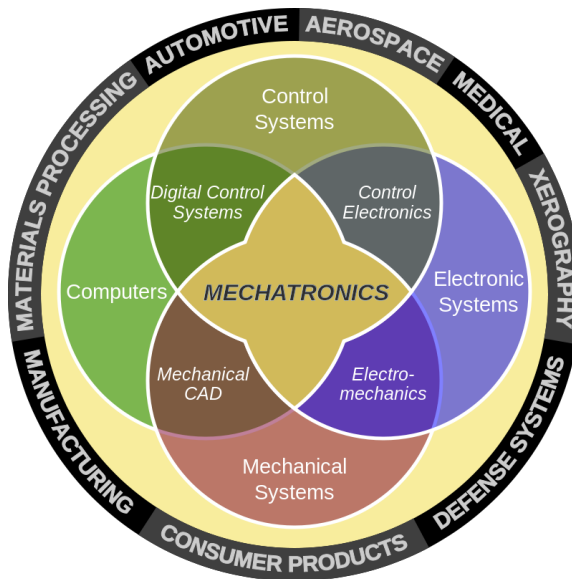 AUTOMOTIVE
AEROSPACE
MEDICAL
XEROGRAPHY
DEFENSE SYSTEMS
CONSUMER PRODUCTS
MANUFACTURING
MATERIALS PROCESSING
Control
Systems
Digital Control
Systems
Control
Electronics
Computers
MECHATRONICS
Electronic
Systems
Mechanical
CAD
Electro-
mechanics
Mechanical
Systems